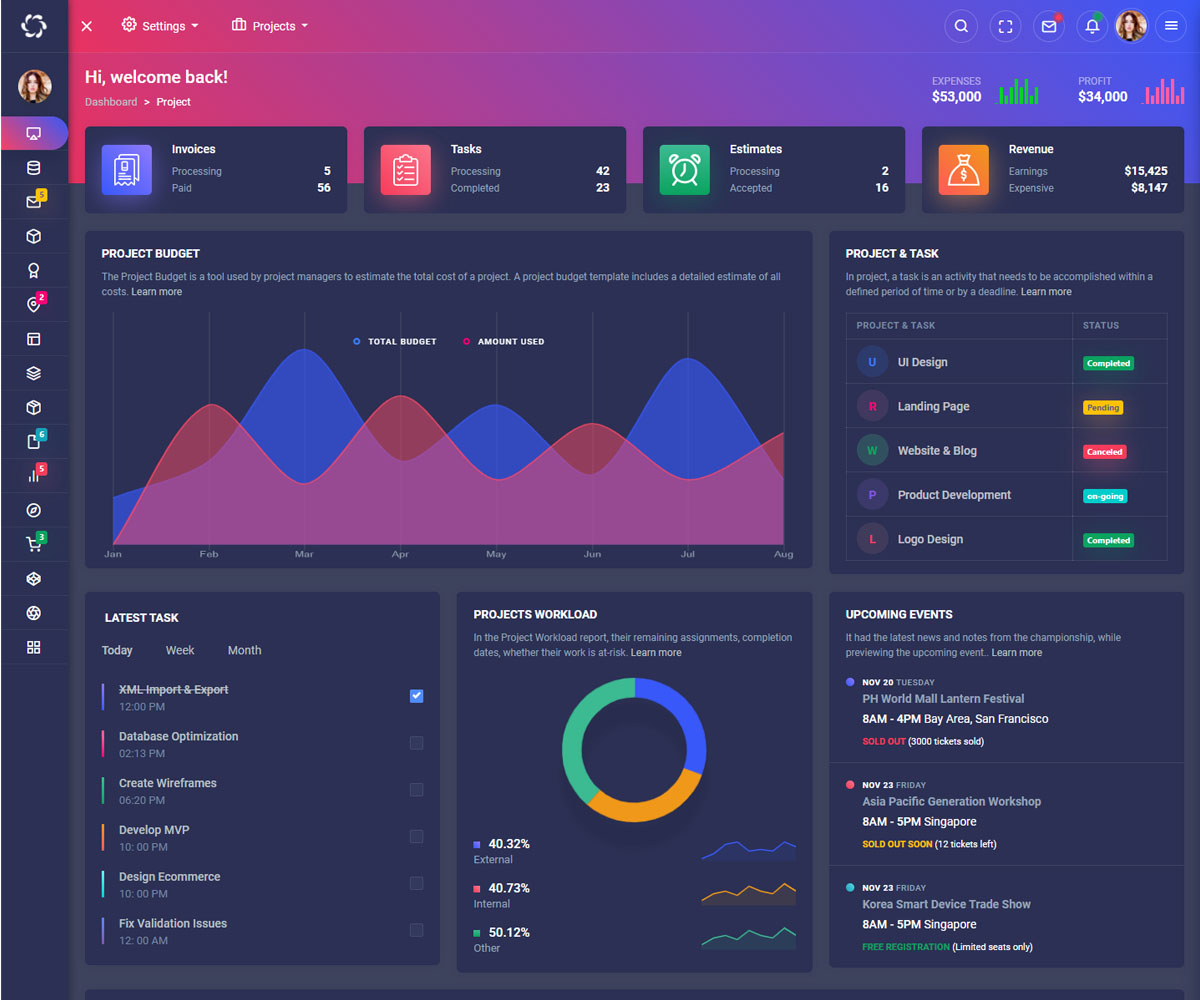 Settings
Projects
Hi, welcome back!
Dashboard > Project
EXPENSES
$53,000
PROFIT
$34,000
5
2
6
5
3
Invoices
Processing 5
Paid 56
Tasks
Processing 42
Completed 23
Estimates
Processing 2
Accepted 16
Revenue
Earnings $15,425
Expensive $8,147
PROJECT BUDGET
The Project Budget is a tool used by project managers to estimate the total cost of a project. A project budget template includes a detailed estimate of all
costs. Learn more
TOTAL BUDGET AMOUNT USED
Jan Feb Mar Apr May Jun Jul Aug
PROJECT & TASK
In project, a task is an activity that needs to be accomplished within a
defined period of time or by a deadline. Learn more
PROJECT & TASK STATUS
U UI Design Completed
R Landing Page Pending
W Website & Blog Canceled
P Product Development on-going
L Logo Design Completed
LATEST TASK
Today Week Month
XML Import & Export
12:00 PM
Database Optimization
02:13 PM
Create Wireframes
06:20 PM
Develop MVP
10: 00 PM
Design Ecommerce
10: 00 PM
Fix Validation Issues
12: 00 AM
PROJECTS WORKLOAD
In the Project Workload report, their remaining assignments, completion
dates, whether their work is at-risk. Learn more
40.32%
External
40.73%
Internal
50.12%
Other
UPCOMING EVENTS
It had the latest news and notes from the championship, while
previewing the upcoming event.. Learn more
NOV 20 TUESDAY
PH World Mall Lantern Festival
8AM - 4PM Bay Area, San Francisco
SOLD OUT (3000 tickets sold)
NOV 23 FRIDAY
Asia Pacific Generation Workshop
8AM - 5PM Singapore
SOLD OUT SOON (12 tickets left)
NOV 23 FRIDAY
Korea Smart Device Trade Show
8AM - 5PM Singapore
FREE REGISTRATION (Limited seats only)